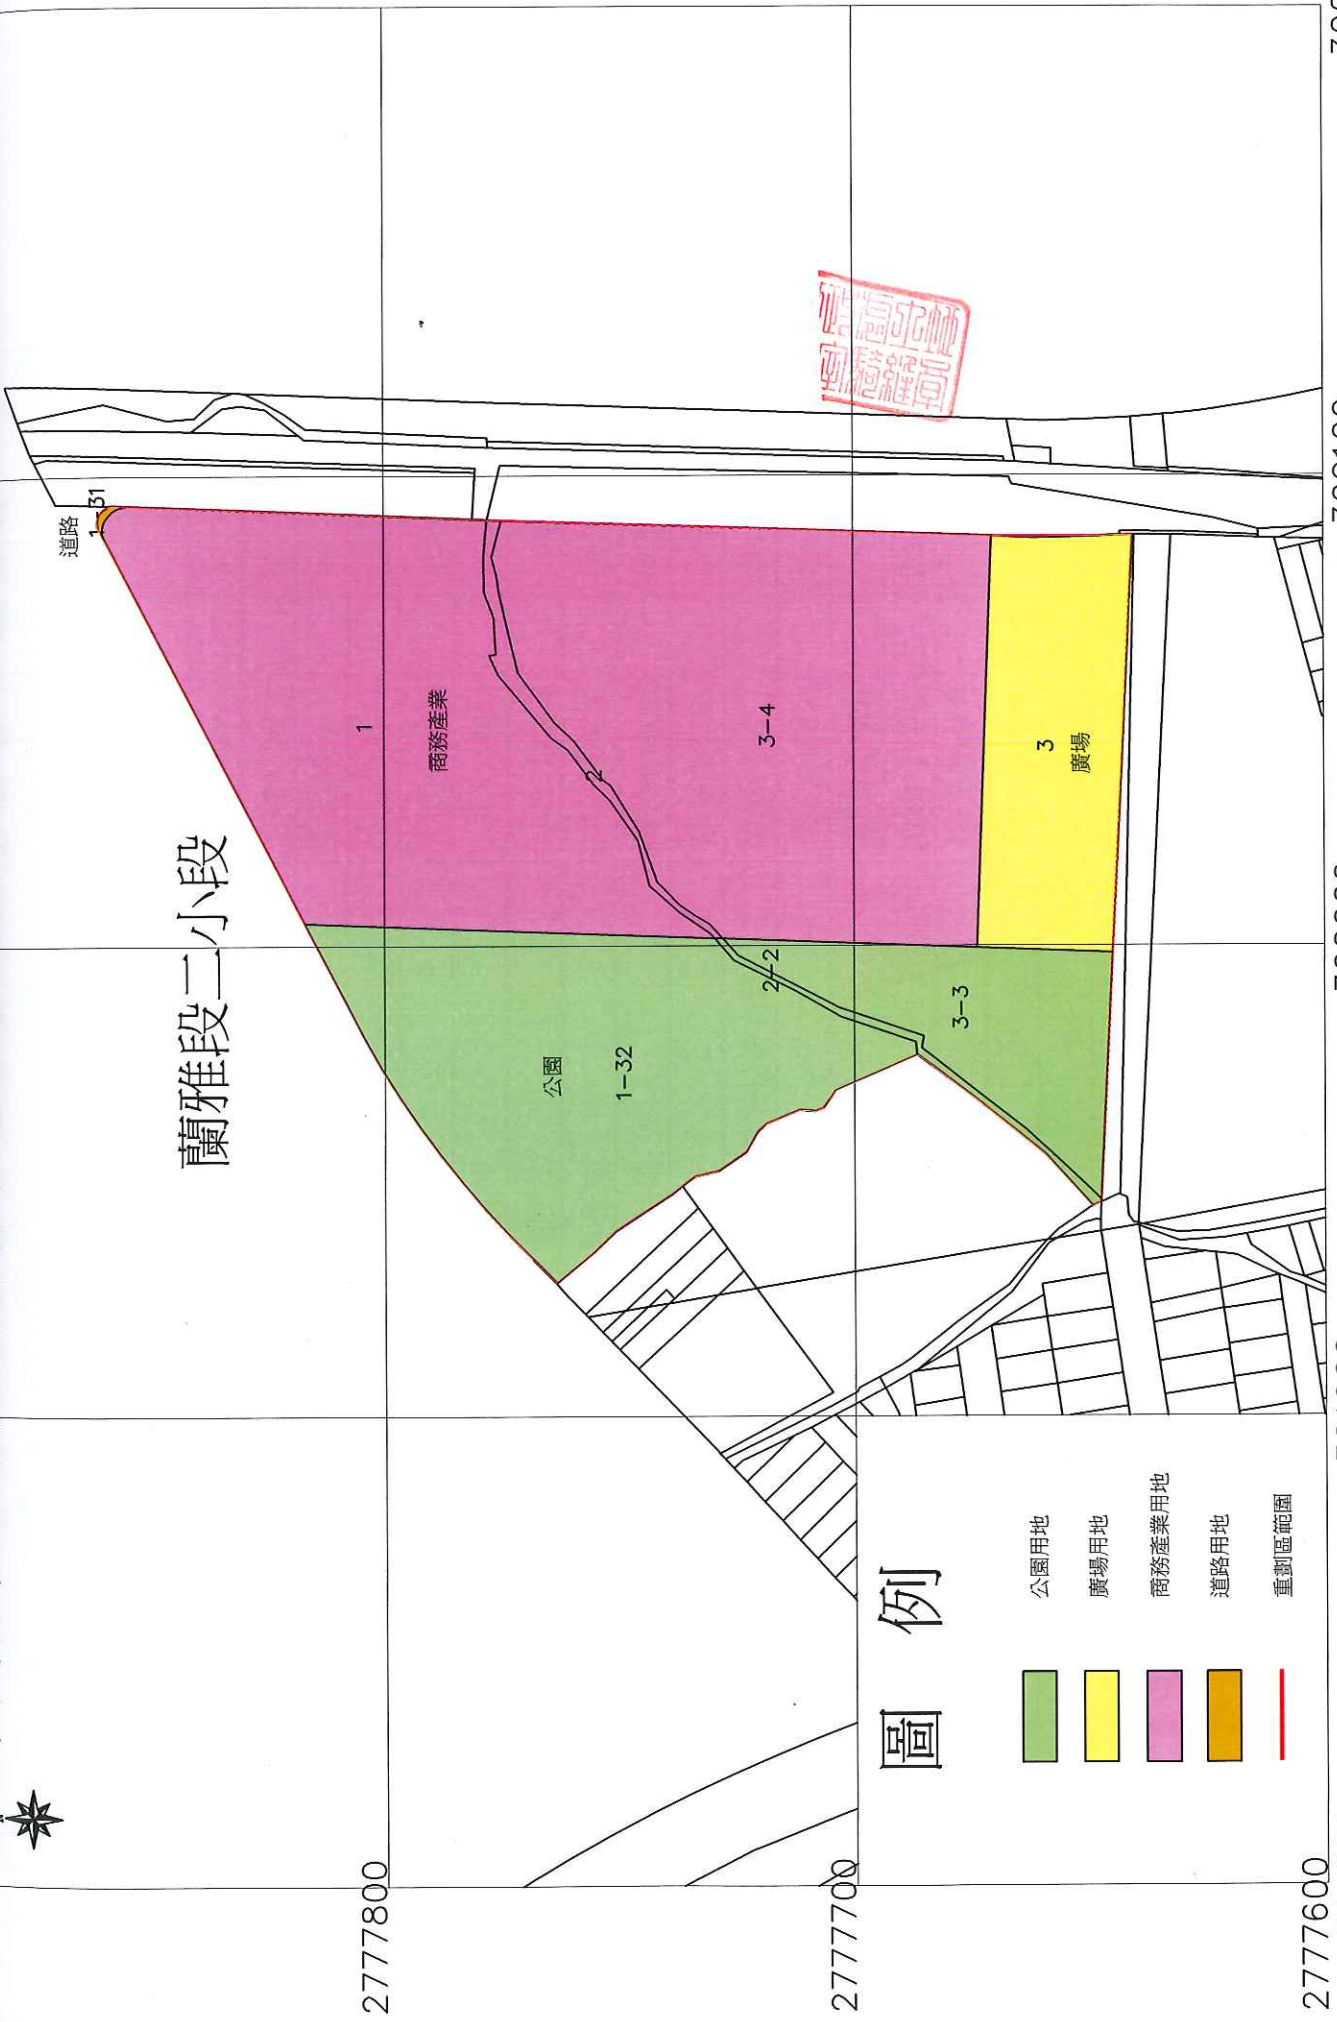 蘭雅段二小段
道路
1-31
1
商務產業
2
3-4
3
廣場
公園
1-32
2-2
3-3
2777800
2777700
2777600
圖 例
公園用地
廣場用地
商務產業用地
道路用地
重劃區範圍